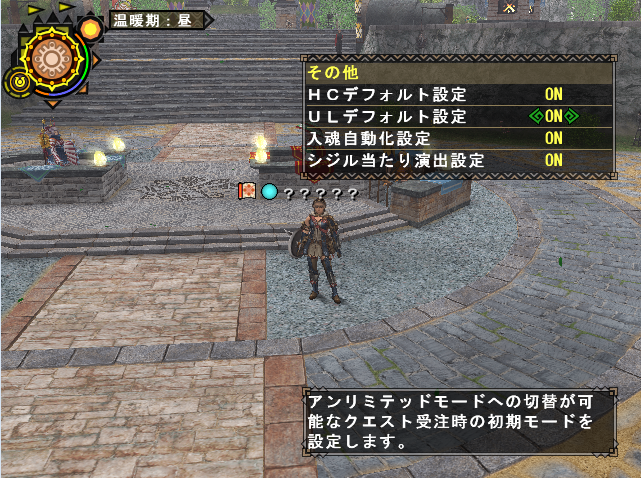 温暖期：昼
その他
ＨＣデフォルト設定 ON
ＵＬデフォルト設定 ON
入魂自動化設定 ON
シジル当たり演出設定 ON
？？？？？
アンリミテッドモードへの切替が可
能なクエスト受注時の初期モードを
設定します。